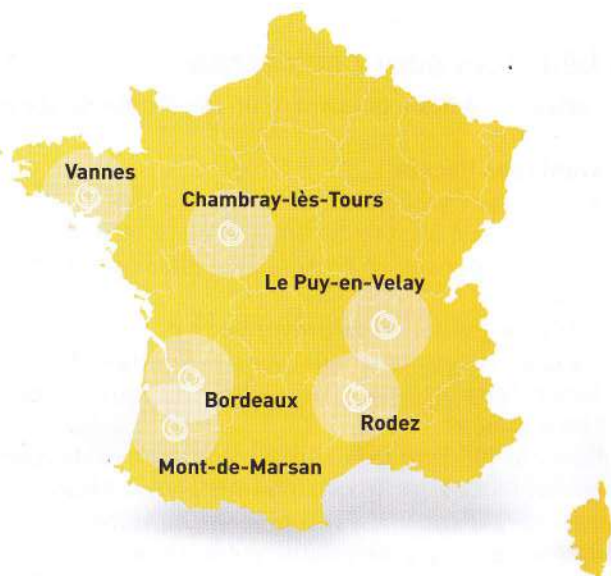 Vannes
Chambray-lès-Tours
Le Puy-en-Velay
Bordeaux
Rodez
Mont-de-Marsan